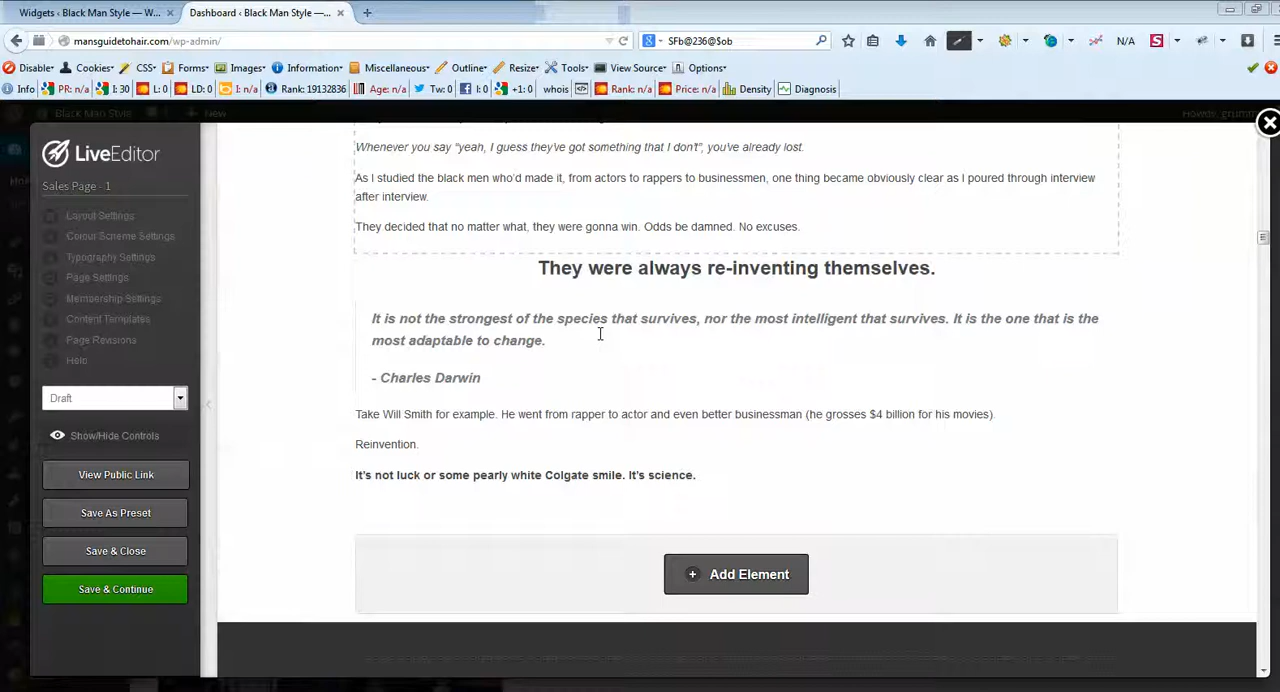 Widgets ‹ Black Man Style — W...
Dashboard ‹ Black Man Style —...
mansguidetohair.com/wp-admin/
SFb@236@$ob
N/A
Disable Cookies CSS Forms Images Information Miscellaneous Outline Resize Tools View Source Options
Info PR: n/a I: 30 L: 0 LD: 0 I: n/a Rank: 19132836 Age: n/a Tw: 0 I: 0 +1: 0 whois Rank: n/a Price: n/a Density Diagnosis
Black Man Style
New
LiveEditor
Sales Page - 1
Layout Settings
Colour Scheme Settings
Typography Settings
Page Settings
Membership Settings
Content Templates
Page Revisions
Help
Draft
Show/Hide Controls
View Public Link
Save As Preset
Save & Close
Save & Continue
Whenever you say “yeah, I guess they've got something that I don't”, you've already lost.
As I studied the black men who'd made it, from actors to rappers to businessmen, one thing became obviously clear as I poured through interview
after interview.
They decided that no matter what, they were gonna win. Odds be damned. No excuses.
They were always re-inventing themselves.
It is not the strongest of the species that survives, nor the most intelligent that survives. It is the one that is the
most adaptable to change.
- Charles Darwin
Take Will Smith for example. He went from rapper to actor and even better businessman (he grosses $4 billion for his movies).
Reinvention.
It's not luck or some pearly white Colgate smile. It's science.
Add Element